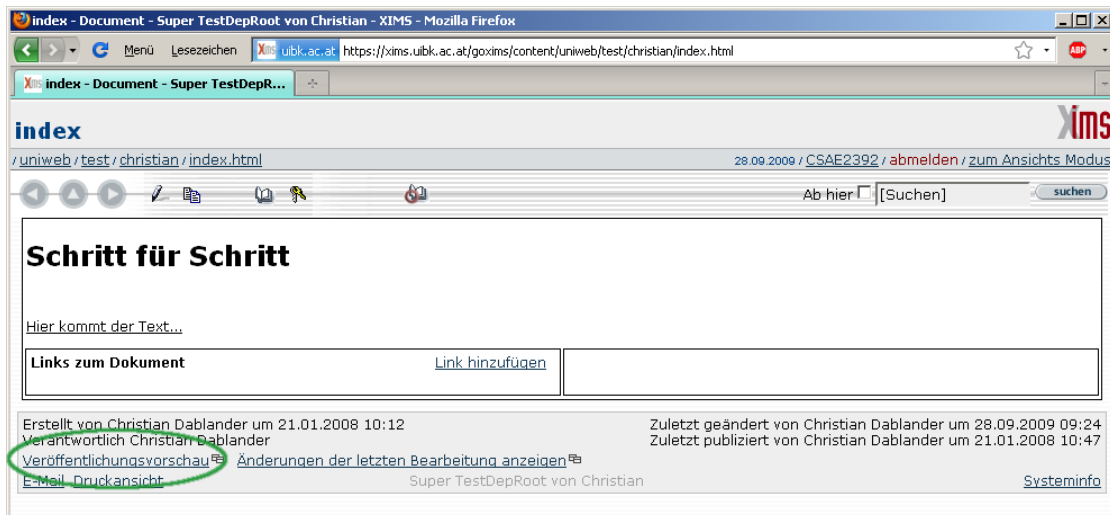 index - Document - Super TestDepRoot von Christian - XIMS - Mozilla Firefox
Menü Lesezeichen Xims uibk.ac.at https://xims.uibk.ac.at/goxims/content/uniweb/test/christian/index.html ABP
Xims index - Document - Super TestDepR...
index Xims
/ uniweb / test / christian / index.html 28.09.2009 / CSAE2392 / abmelden / zum Ansichts Modus
Ab hier [Suchen] suchen
Schritt für Schritt
Hier kommt der Text...
Links zum Dokument Link hinzufügen
Erstellt von Christian Dablander um 21.01.2008 10:12 Zuletzt geändert von Christian Dablander um 28.09.2009 09:24
Verantwortlich Christian Dablander Zuletzt publiziert von Christian Dablander um 21.01.2008 10:47
Veröffentlichungsvorschau Änderungen der letzten Bearbeitung anzeigen
E-Mail Druckansicht Super TestDepRoot von Christian Systeminfo